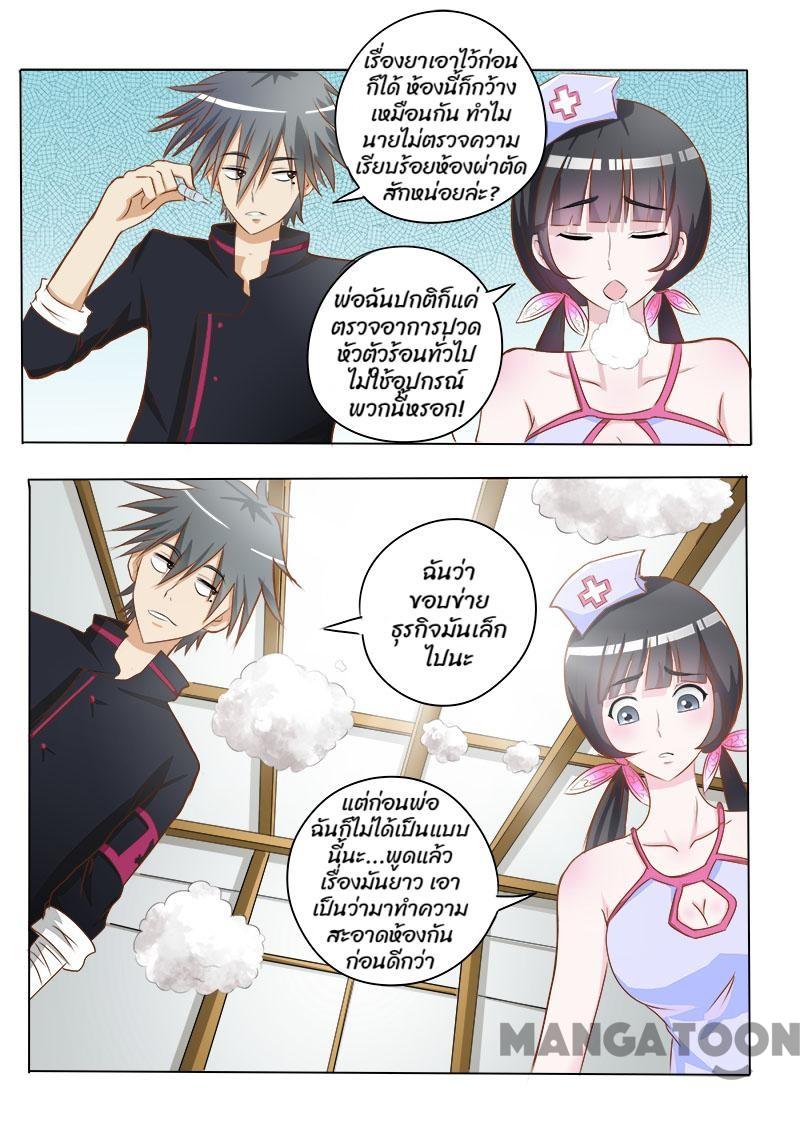 เรื่องยาเอาไว้ก่อน
ก็ได้ ห้องนี้ก็กว้าง
เหมือนกัน ทำไม
นายไม่ตรวจความ
เรียบร้อยห้องผ่าตัด
สักหน่อยล่ะ?
พ่อฉันปกติก็แค่
ตรวจอาการปวด
หัวตัวร้อนทั่วไป
ไม่ใช้อุปกรณ์
พวกนี้หรอก!
ฉันว่า
ขอบข่าย
ธุรกิจมันเล็ก
ไปนะ
แต่ก่อนพ่อ
ฉันก็ไม่ได้เป็นแบบ
นี้นะ...พูดแล้ว
เรื่องมันยาว เอา
เป็นว่ามาทำความ
สะอาดห้องกัน
ก่อนดีกว่า
MANGATOON